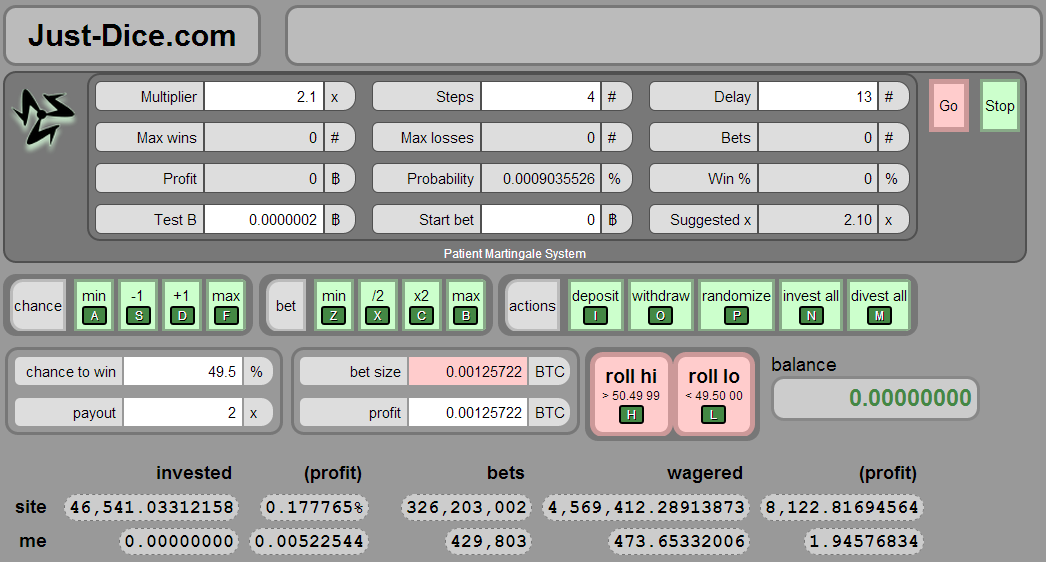 Just-Dice.com
Multiplier 2.1 x Steps 4 # Delay 13 # Go Stop
Max wins 0 # Max losses 0 # Bets 0 #
Profit 0 ฿ Probability 0.0009035526 % Win % 0 %
Test B 0.0000002 ฿ Start bet 0 ฿ Suggested x 2.10 x
Patient Martingale System
chance min A -1 S +1 D max F bet min Z /2 X x2 C max B actions deposit I withdraw O randomize P invest all N divest all M
chance to win 49.5 % bet size 0.00125722 BTC roll hi > 50.49 99 H roll lo < 49.50 00 L balance
payout 2 x profit 0.00125722 BTC 0.00000000
invested (profit) bets wagered (profit)
site 46,541.03312158 0.177765% 326,203,002 4,569,412.28913873 8,122.81694564
me 0.00000000 0.00522544 429,803 473.65332006 1.94576834